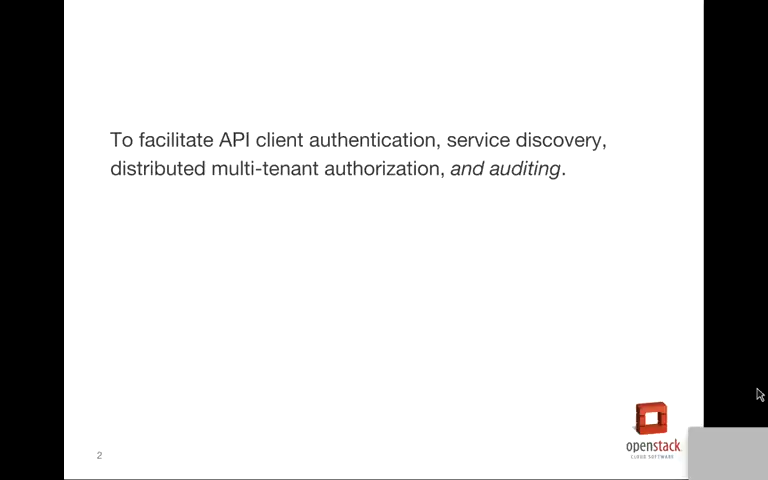 To facilitate API client authentication, service discovery,
distributed multi-tenant authorization, and auditing.
2
openstack
CLOUD SOFTWARE